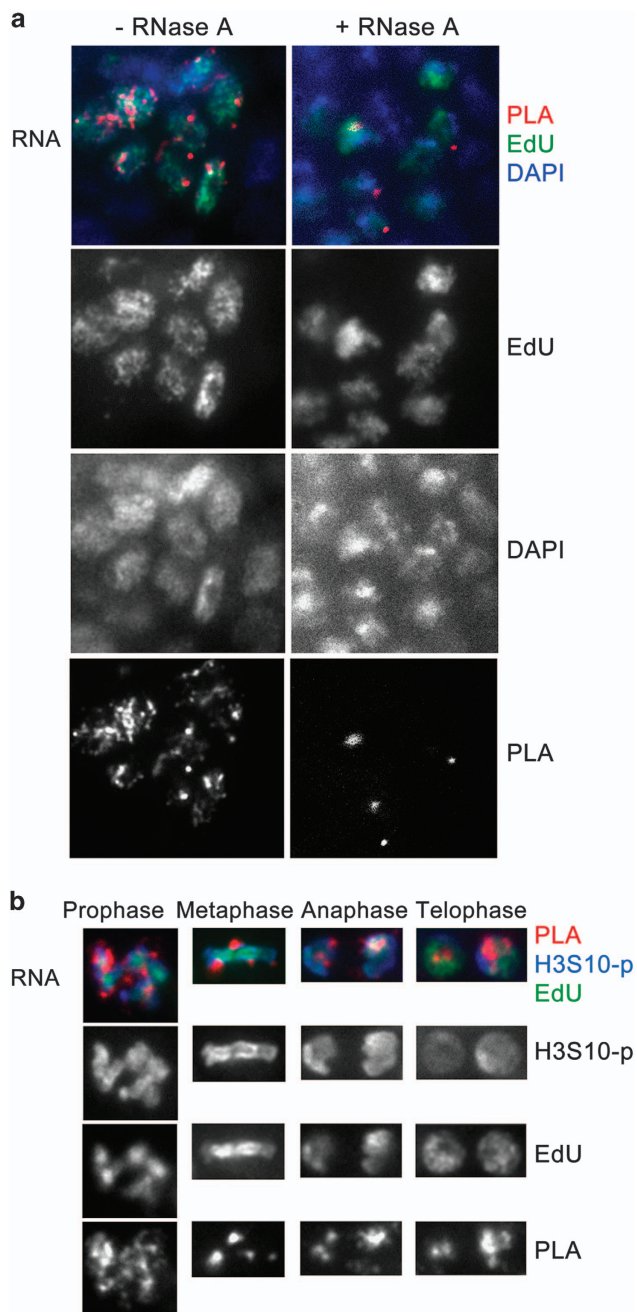 a
- RNase A + RNase A
RNA
PLA
EdU
DAPI
EdU
DAPI
PLA
b
Prophase Metaphase Anaphase Telophase
RNA
PLA
H3S10-p
EdU
H3S10-p
EdU
PLA